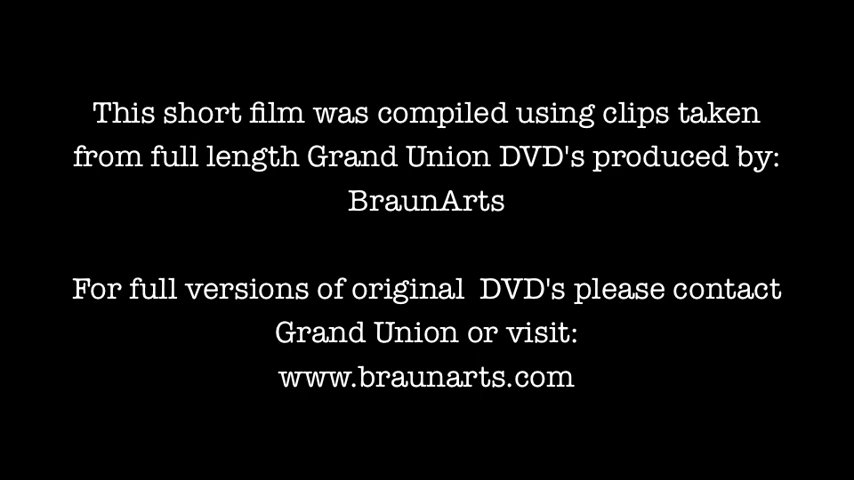 This short film was compiled using clips taken
from full length Grand Union DVD's produced by:
BraunArts
For full versions of original  DVD's please contact
Grand Union or visit:
www.braunarts.com